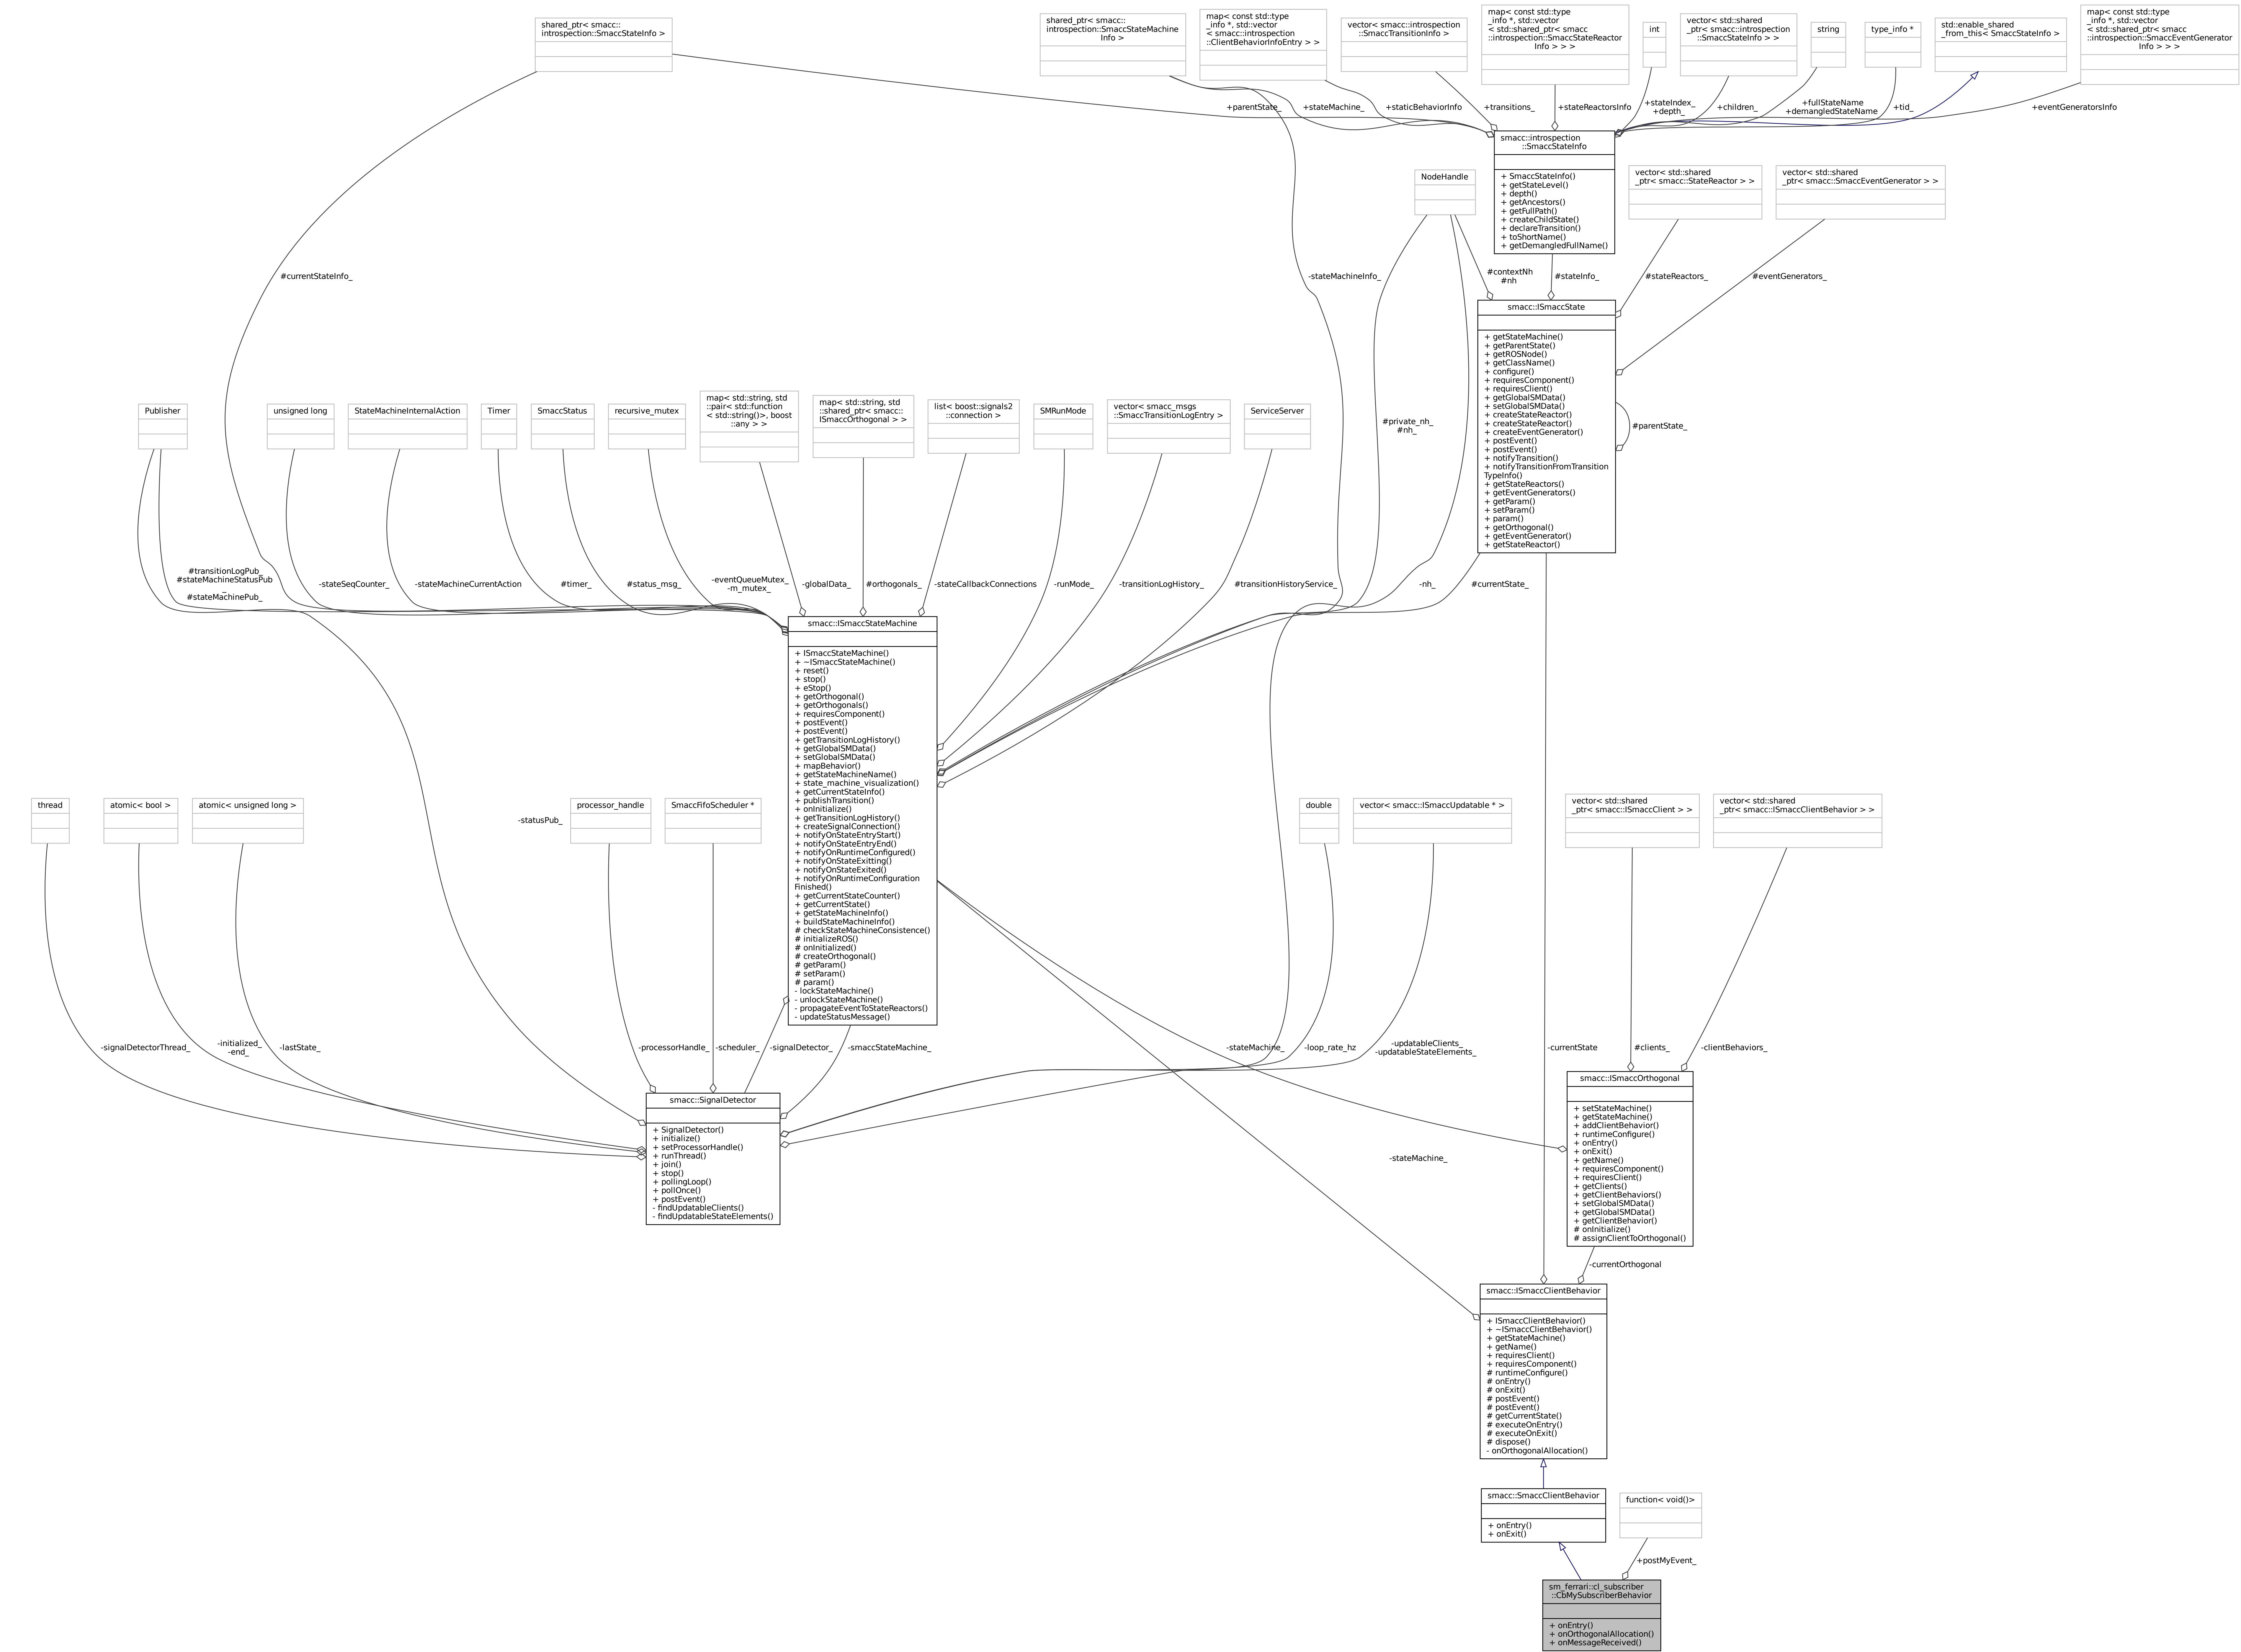 shared_ptr< smacc::
introspection::SmaccStateInfo >
shared_ptr< smacc::
introspection::SmaccStateMachine
Info >
map< const std::type
_info *, std::vector
< smacc::introspection
::ClientBehaviorInfoEntry > >
vector< smacc::introspection
::SmaccTransitionInfo >
map< const std::type
_info *, std::vector
< std::shared_ptr< smacc
::introspection::SmaccStateReactor
Info > > >
int
vector< std::shared
_ptr< smacc::introspection
::SmaccStateInfo > >
string
type_info *
std::enable_shared
_from_this< SmaccStateInfo >
map< const std::type
_info *, std::vector
< std::shared_ptr< smacc
::introspection::SmaccEventGenerator
Info > > >
+parentState_
+stateMachine_
+staticBehaviorInfo
+transitions_
+stateReactorsInfo
+stateIndex_
+depth_
+children_
+fullStateName
+demangledStateName
+tid_
+eventGeneratorsInfo
smacc::introspection
::SmaccStateInfo
+ SmaccStateInfo()
+ getStateLevel()
+ depth()
+ getAncestors()
+ getFullPath()
+ createChildState()
+ declareTransition()
+ toShortName()
+ getDemangledFullName()
NodeHandle
vector< std::shared
_ptr< smacc::StateReactor > >
vector< std::shared
_ptr< smacc::SmaccEventGenerator > >
#currentStateInfo_
-stateMachineInfo_
#contextNh
#nh
#stateInfo_
#stateReactors_
#eventGenerators_
smacc::ISmaccState
+ getStateMachine()
+ getParentState()
+ getROSNode()
+ getClassName()
+ configure()
+ requiresComponent()
+ requiresClient()
+ getGlobalSMData()
+ setGlobalSMData()
+ createStateReactor()
+ createStateReactor()
+ createEventGenerator()
+ postEvent()
+ postEvent()
+ notifyTransition()
+ notifyTransitionFromTransition
TypeInfo()
+ getStateReactors()
+ getEventGenerators()
+ getParam()
+ setParam()
+ param()
+ getOrthogonal()
+ getEventGenerator()
+ getStateReactor()
#parentState_
Publisher
unsigned long
StateMachineInternalAction
Timer
SmaccStatus
recursive_mutex
map< std::string, std
::pair< std::function
< std::string()>, boost
::any > >
map< std::string, std
::shared_ptr< smacc::
ISmaccOrthogonal > >
list< boost::signals2
::connection >
SMRunMode
vector< smacc_msgs
::SmaccTransitionLogEntry >
ServiceServer
#private_nh_
#nh_
#transitionLogPub_
#stateMachineStatusPub
_
#stateMachinePub_
-stateSeqCounter_
-stateMachineCurrentAction
#timer_
#status_msg_
-eventQueueMutex_
-m_mutex_
-globalData_
#orthogonals_
-stateCallbackConnections
-runMode_
-transitionLogHistory_
#transitionHistoryService_
-nh_
#currentState_
smacc::ISmaccStateMachine
+ ISmaccStateMachine()
+ ~ISmaccStateMachine()
+ reset()
+ stop()
+ eStop()
+ getOrthogonal()
+ getOrthogonals()
+ requiresComponent()
+ postEvent()
+ postEvent()
+ getTransitionLogHistory()
+ getGlobalSMData()
+ setGlobalSMData()
+ mapBehavior()
+ getStateMachineName()
+ state_machine_visualization()
+ getCurrentStateInfo()
+ publishTransition()
+ onInitialize()
+ getTransitionLogHistory()
+ createSignalConnection()
+ notifyOnStateEntryStart()
+ notifyOnStateEntryEnd()
+ notifyOnRuntimeConfigured()
+ notifyOnStateExitting()
+ notifyOnStateExited()
+ notifyOnRuntimeConfiguration
Finished()
+ getCurrentStateCounter()
+ getCurrentState()
+ getStateMachineInfo()
+ buildStateMachineInfo()
# checkStateMachineConsistence()
# initializeROS()
# onInitialized()
# createOrthogonal()
# getParam()
# setParam()
# param()
- lockStateMachine()
- unlockStateMachine()
- propagateEventToStateReactors()
- updateStatusMessage()
thread
atomic< bool >
atomic< unsigned long >
-statusPub_
processor_handle
SmaccFifoScheduler *
double
vector< smacc::ISmaccUpdatable * >
vector< std::shared
_ptr< smacc::ISmaccClient > >
vector< std::shared
_ptr< smacc::ISmaccClientBehavior > >
-signalDetectorThread_
-initialized_
-end_
-lastState_
-processorHandle_
-scheduler_
-signalDetector_
-smaccStateMachine_
-stateMachine_
-loop_rate_hz
-updatableClients_
-updatableStateElements_
-currentState
#clients_
-clientBehaviors_
smacc::SignalDetector
+ SignalDetector()
+ initialize()
+ setProcessorHandle()
+ runThread()
+ join()
+ stop()
+ pollingLoop()
+ pollOnce()
+ postEvent()
- findUpdatableClients()
- findUpdatableStateElements()
smacc::ISmaccOrthogonal
+ setStateMachine()
+ getStateMachine()
+ addClientBehavior()
+ runtimeConfigure()
+ onEntry()
+ onExit()
+ getName()
+ requiresComponent()
+ requiresClient()
+ getClients()
+ getClientBehaviors()
+ setGlobalSMData()
+ getGlobalSMData()
+ getClientBehavior()
# onInitialize()
# assignClientToOrthogonal()
-stateMachine_
-currentOrthogonal
smacc::ISmaccClientBehavior
+ ISmaccClientBehavior()
+ ~ISmaccClientBehavior()
+ getStateMachine()
+ getName()
+ requiresClient()
+ requiresComponent()
# runtimeConfigure()
# onEntry()
# onExit()
# postEvent()
# postEvent()
# getCurrentState()
# executeOnEntry()
# executeOnExit()
# dispose()
- onOrthogonalAllocation()
smacc::SmaccClientBehavior
+ onEntry()
+ onExit()
function< void()>
+postMyEvent_
sm_ferrari::cl_subscriber
::CbMySubscriberBehavior
+ onEntry()
+ onOrthogonalAllocation()
+ onMessageReceived()